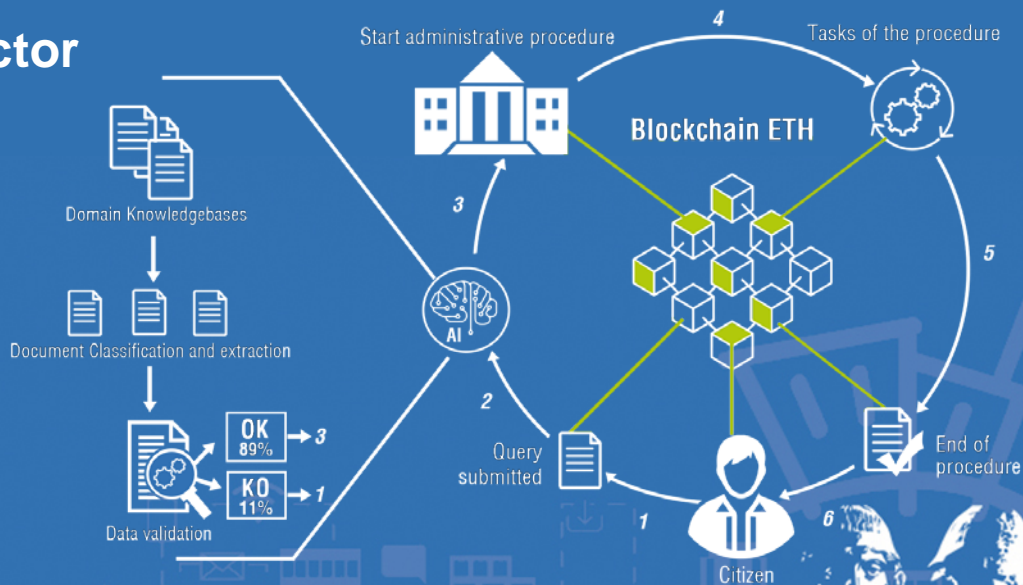 ctor
Start administrative procedure
4
Tasks of the procedure
Blockchain ETH
Domain Knowledgebases
3
5
AI
Document Classification and extraction
2
OK
89%
3
KO
11%
1
Data validation
Query
submitted
End of
procedure
1
6
Citizen